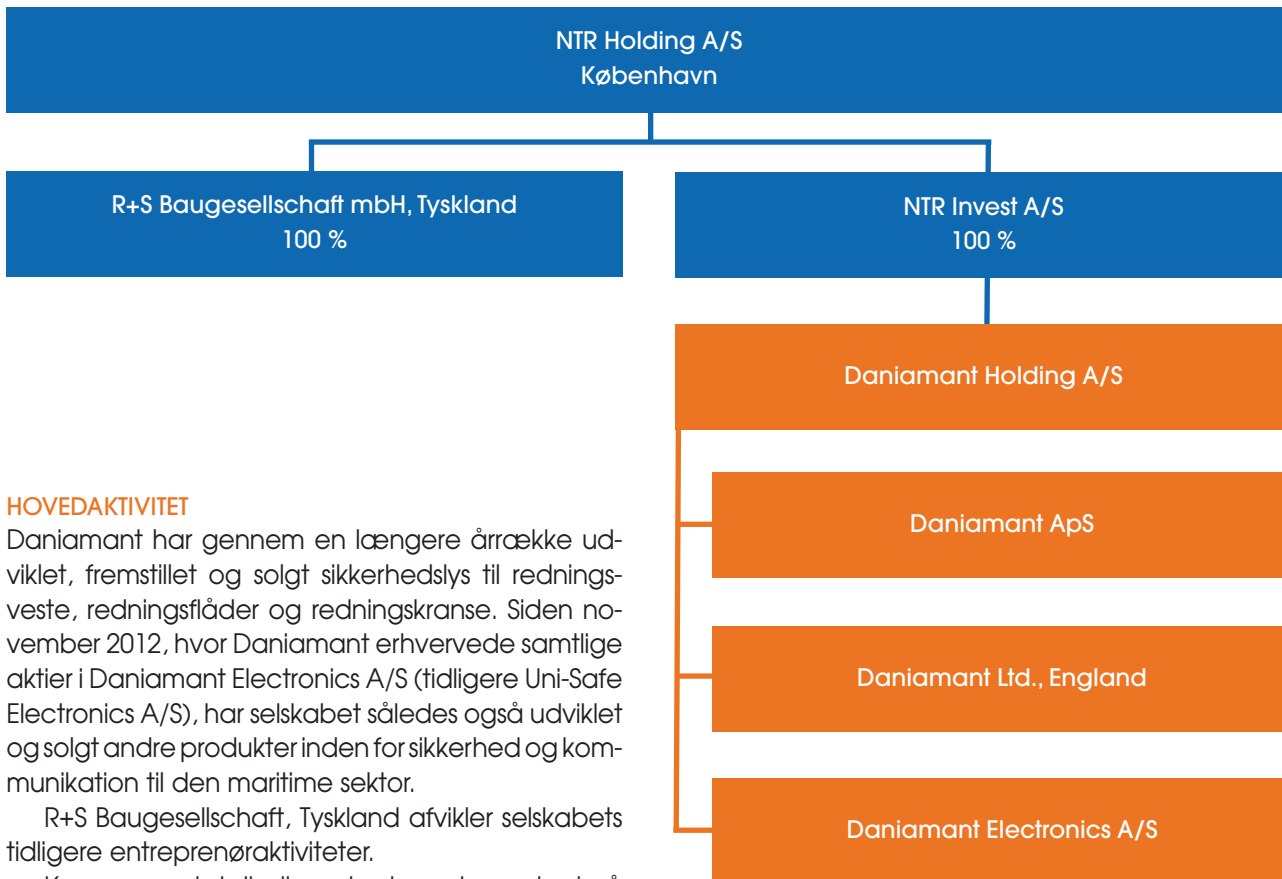 NTR Holding A/S
København
R+S Baugesellschaft mbH, Tyskland
100 %
NTR Invest A/S
100 %
Daniamant Holding A/S
Daniamant ApS
Daniamant Ltd., England
Daniamant Electronics A/S
HOVEDAKTIVITET
Daniamant har gennem en længere årrække ud-
viklet, fremstillet og solgt sikkerhedslys til rednings-
veste, redningsflåder og redningskranse. Siden no-
vember 2012, hvor Daniamant erhvervede samtlige
aktier i Daniamant Electronics A/S (tidligere Uni-Safe
Electronics A/S), har selskabet således også udviklet
og solgt andre produkter inden for sikkerhed og kom-
munikation til den maritime sektor.
R+S Baugesellschaft, Tyskland afvikler selskabets
tidligere entreprenøraktiviteter.